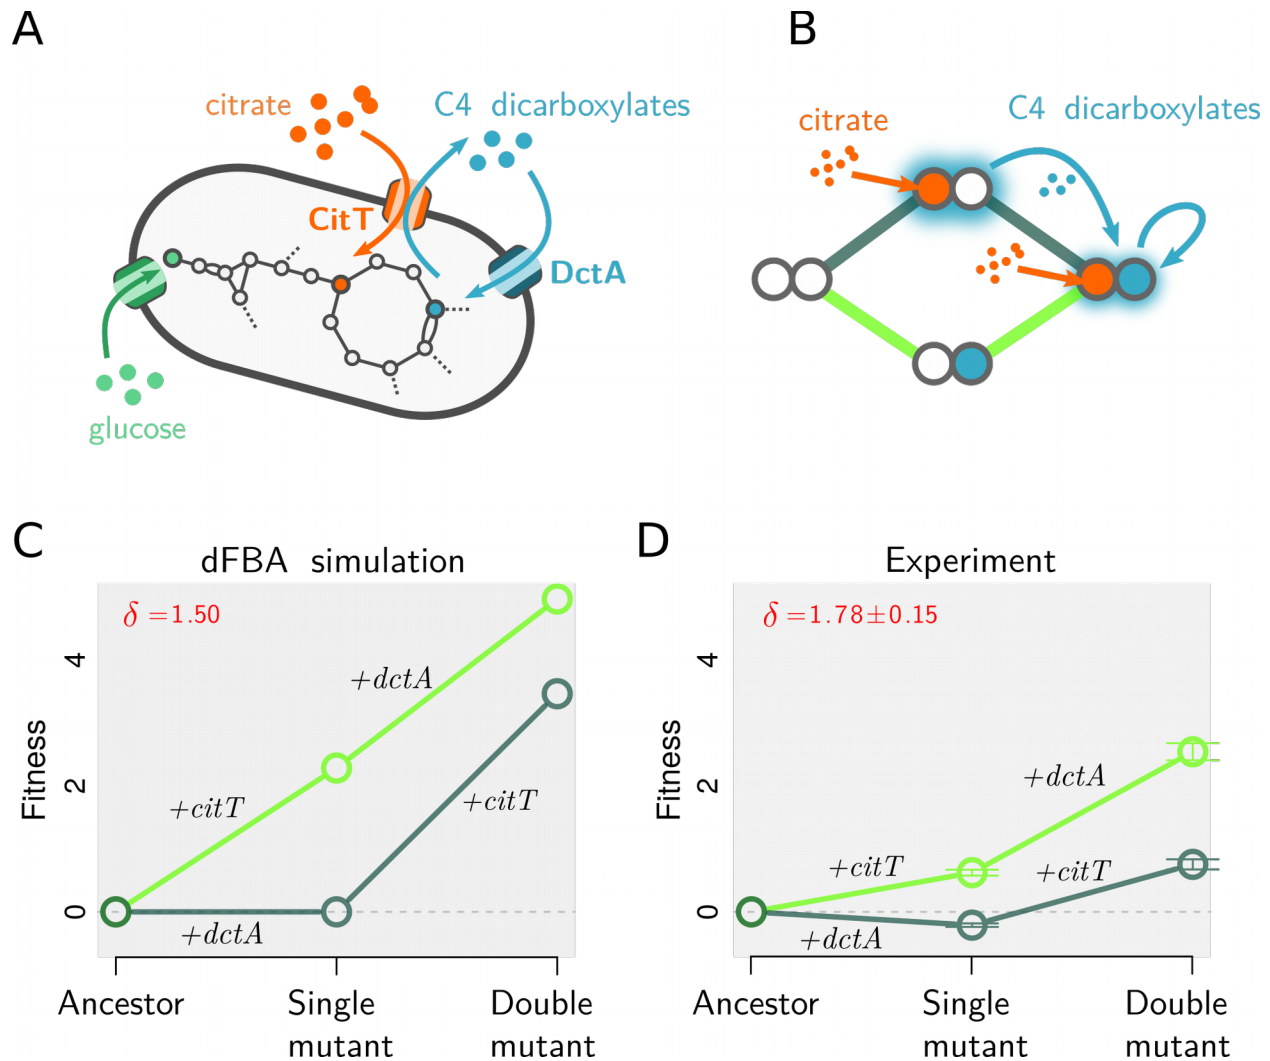 A
citrate
C4 dicarboxylates
CitT
DctA
glucose
B
citrate
C4 dicarboxylates
C
dFBA simulation
δ =1.50
+dctA
+citT
+citT
+dctA
Fitness
4
2
0
Ancestor
Single mutant
Double mutant
D
Experiment
δ =1.78±0.15
+dctA
+citT
+citT
+dctA
Fitness
4
2
0
Ancestor
Single mutant
Double mutant